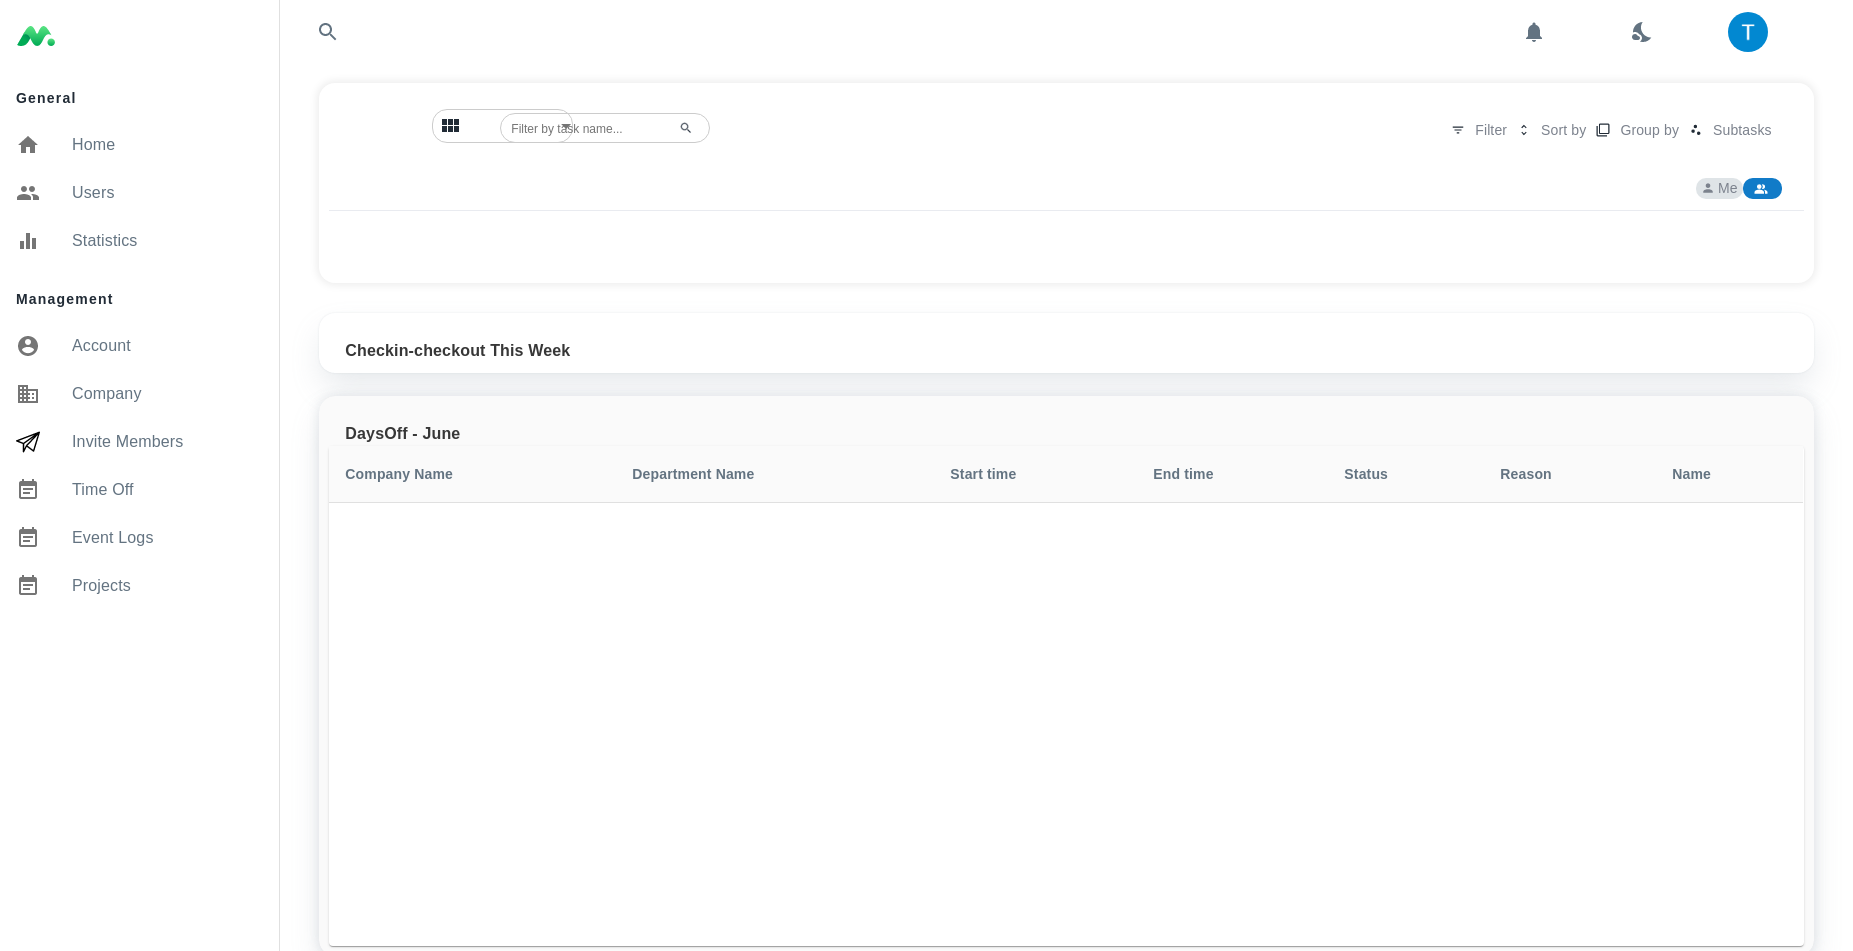 General
Home
Users
Statistics
Management
Account
Company
Invite Members
Time Off
Event Logs
Projects
T
Filter by task name...
Filter Sort by Group by Subtasks
Me
Checkin-checkout This Week
DaysOff - June
Company Name Department Name Start time End time Status Reason Name